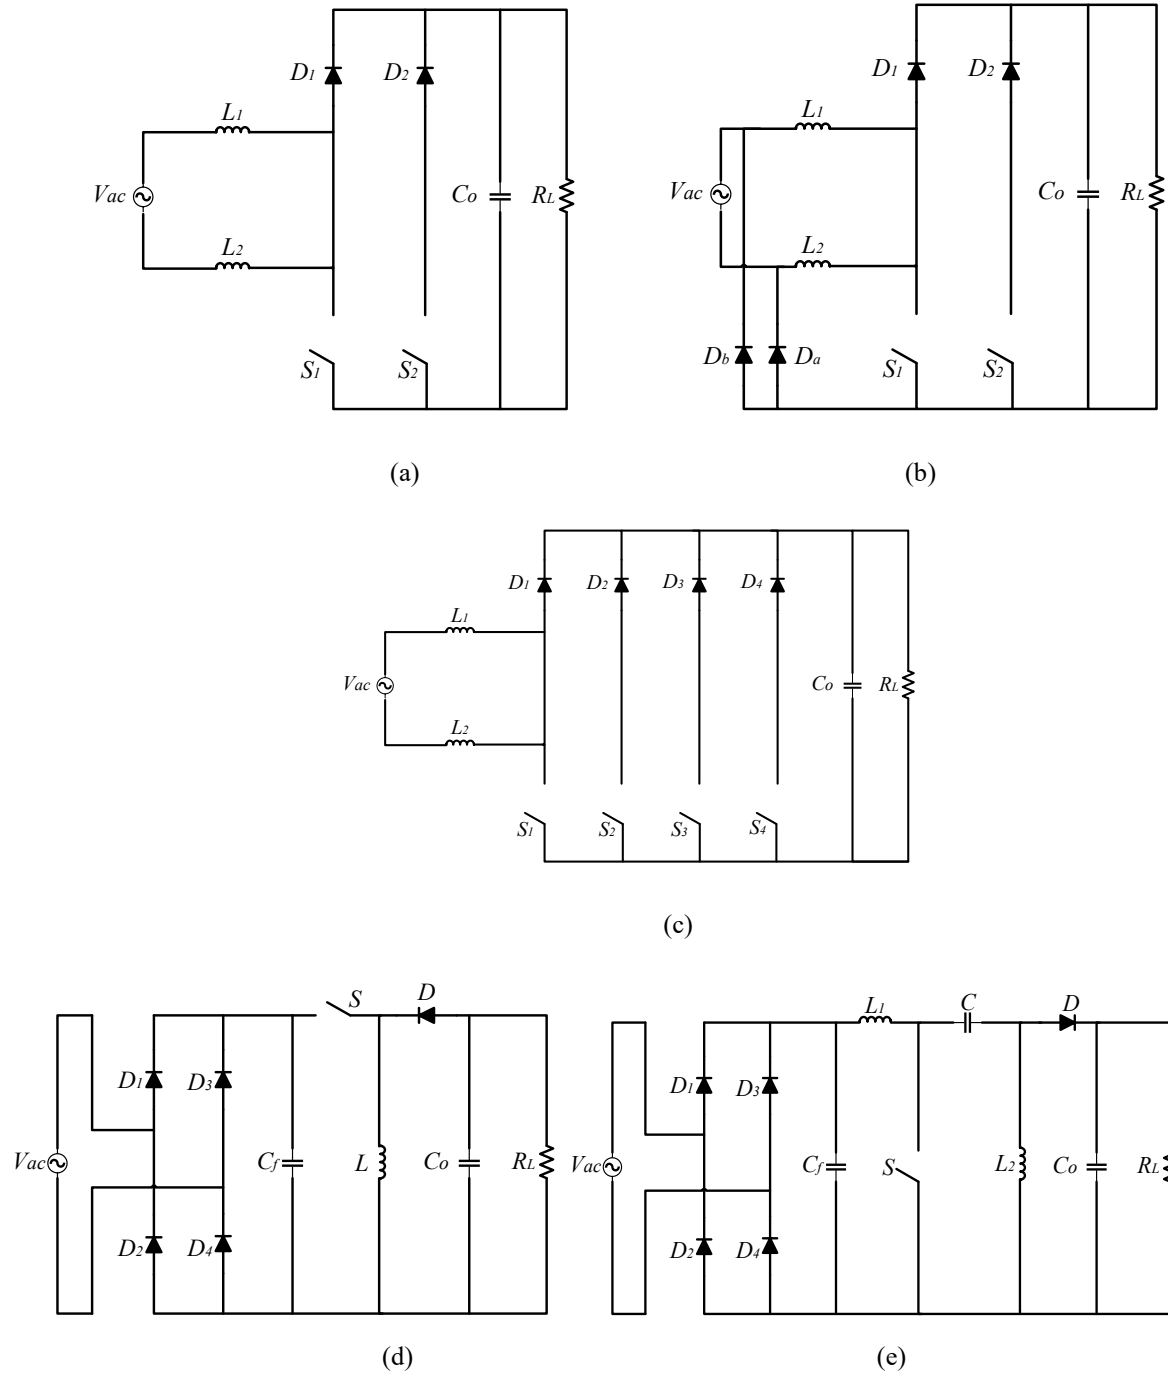 D1 D2
L1
Vac
Co RL
L2
S1 S2
(a)
D1 D2
L1
Vac
Co RL
L2
Db Da
S1 S2
(b)
D1 D2 D3 D4
L1
Vac
Co RL
L2
S1 S2 S3 S4
(c)
S D
D1 D3
Vac
Cf L Co RL
D2 D4
(d)
L1 C D
D1 D3
Vac
Cf S L2 Co RL
D2 D4
(e)